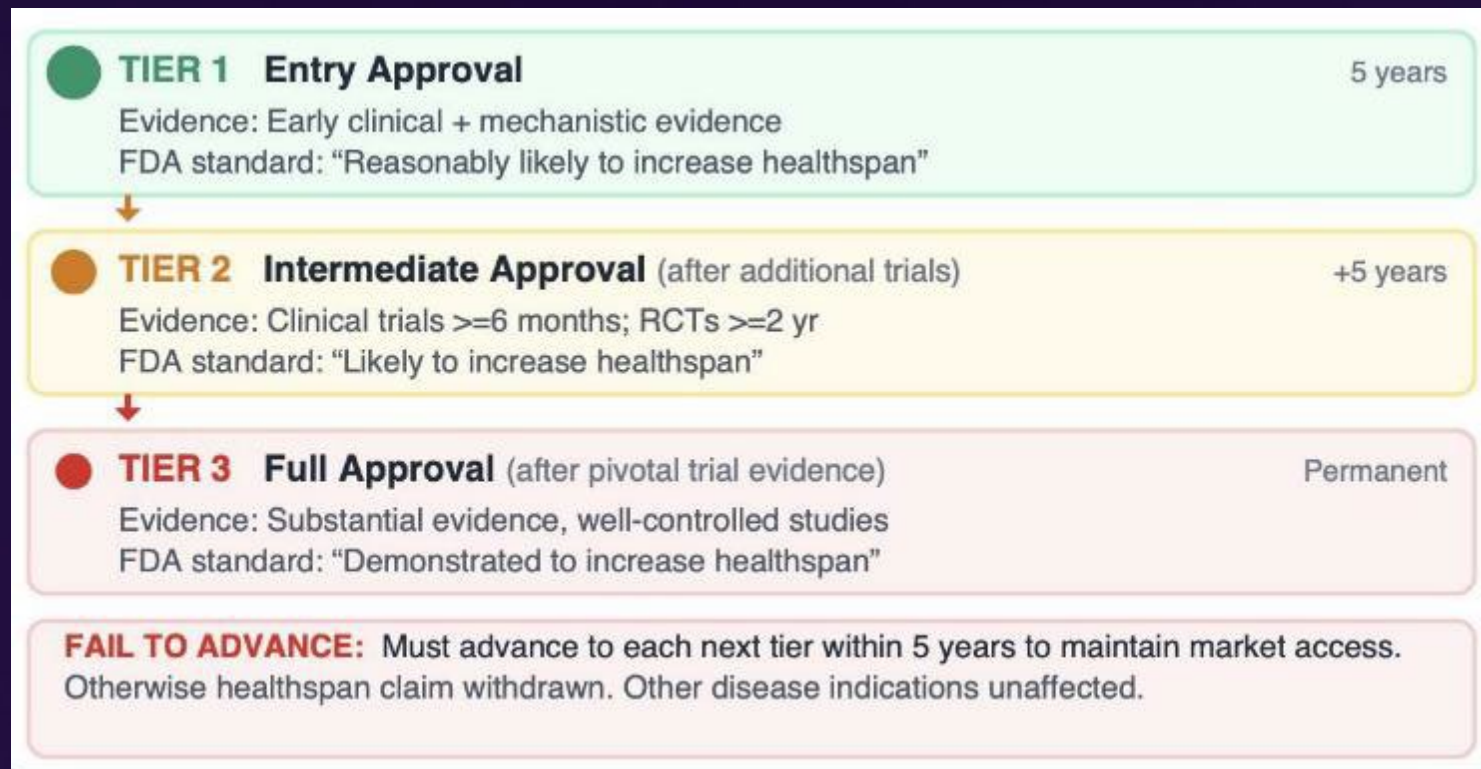 TIER 1 Entry Approval 5 years
Evidence: Early clinical + mechanistic evidence
FDA standard: “Reasonably likely to increase healthspan”
TIER 2 Intermediate Approval (after additional trials) +5 years
Evidence: Clinical trials >=6 months; RCTs >=2 yr
FDA standard: “Likely to increase healthspan”
TIER 3 Full Approval (after pivotal trial evidence) Permanent
Evidence: Substantial evidence, well-controlled studies
FDA standard: “Demonstrated to increase healthspan”
FAIL TO ADVANCE: Must advance to each next tier within 5 years to maintain market access.
Otherwise healthspan claim withdrawn. Other disease indications unaffected.